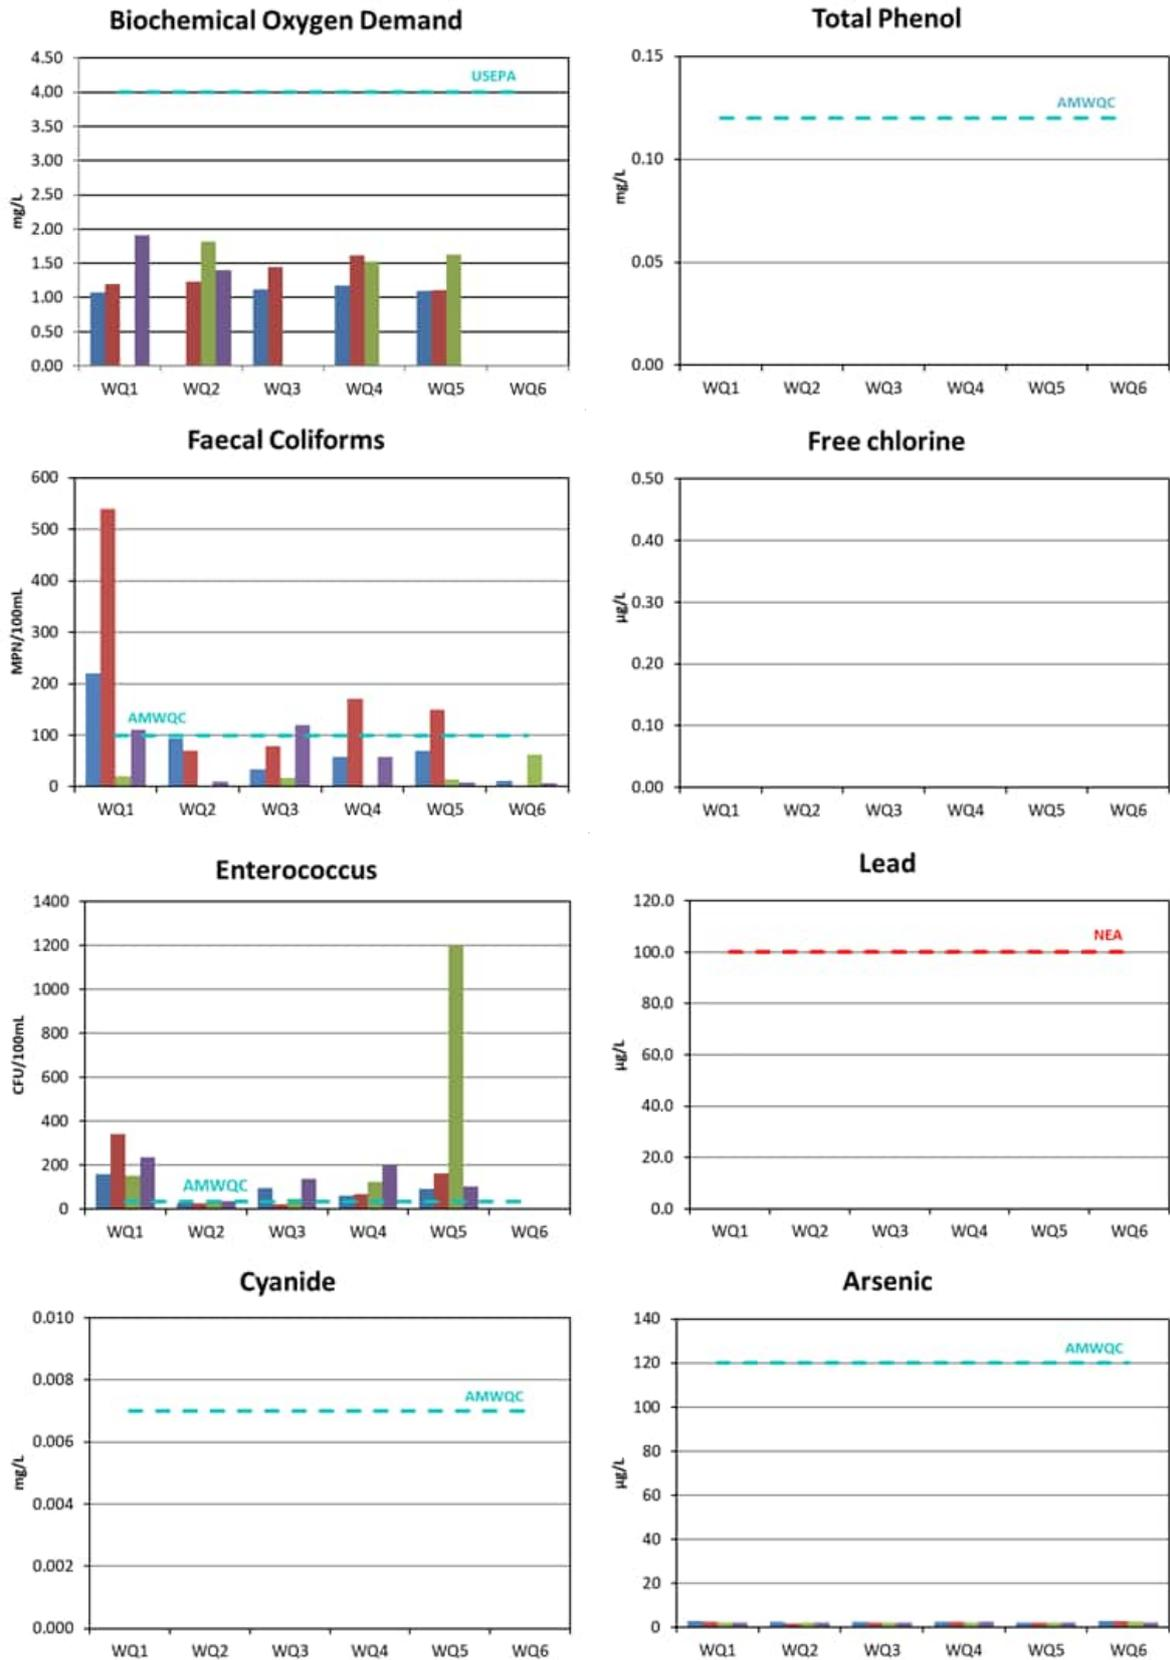 Biochemical Oxygen Demand
4.50
4.00
3.50
3.00
2.50
2.00
1.50
1.00
0.50
0.00
mg/L
USEPA
WQ1 WQ2 WQ3 WQ4 WQ5 WQ6
Total Phenol
0.15
0.10
0.05
0.00
mg/L
AMWQC
WQ1 WQ2 WQ3 WQ4 WQ5 WQ6
Faecal Coliforms
600
500
400
300
200
100
0
MPN/100mL
AMWQC
WQ1 WQ2 WQ3 WQ4 WQ5 WQ6
Free chlorine
0.50
0.40
0.30
0.20
0.10
0.00
µg/L
WQ1 WQ2 WQ3 WQ4 WQ5 WQ6
Enterococcus
1400
1200
1000
800
600
400
200
0
CFU/100mL
AMWQC
WQ1 WQ2 WQ3 WQ4 WQ5 WQ6
Lead
120.0
100.0
80.0
60.0
40.0
20.0
0.0
µg/L
NEA
WQ1 WQ2 WQ3 WQ4 WQ5 WQ6
Cyanide
0.010
0.008
0.006
0.004
0.002
0.000
mg/L
AMWQC
WQ1 WQ2 WQ3 WQ4 WQ5 WQ6
Arsenic
140
120
100
80
60
40
20
0
µg/L
AMWQC
WQ1 WQ2 WQ3 WQ4 WQ5 WQ6